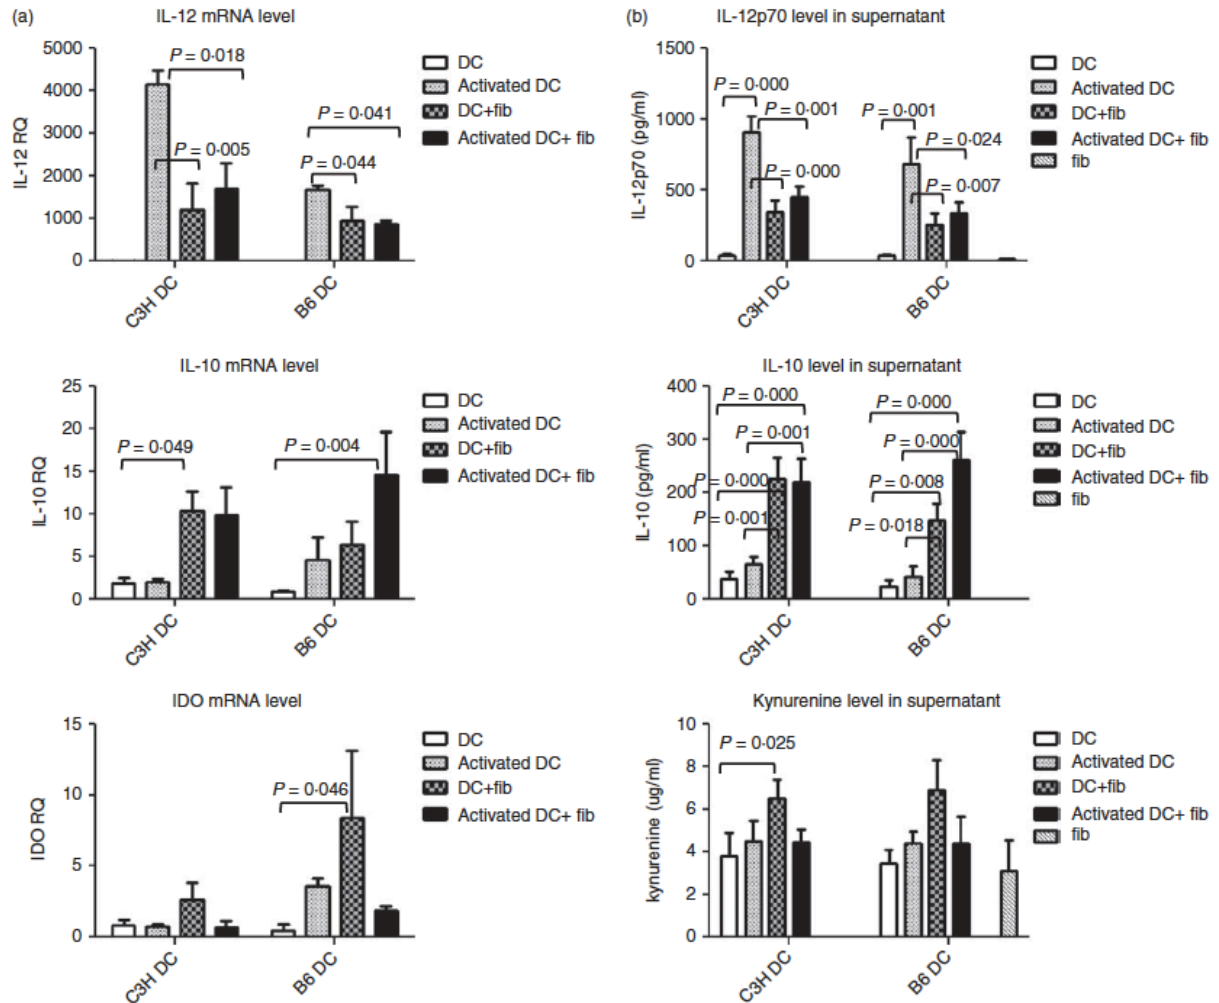 (a)
IL-12 mRNA level
5000
4000
3000
2000
1000
0
IL-12 RQ
P = 0·018
P = 0·005
P = 0·041
P = 0·044
C3H DC
B6 DC
DC
Activated DC
DC+fib
Activated DC+ fib
(b)
IL-12p70 level in supernatant
1500
1000
500
0
IL-12p70 (pg/ml)
P = 0·000
P = 0·001
P = 0·000
P = 0·001
P = 0·024
P = 0·007
C3H DC
B6 DC
DC
Activated DC
DC+fib
Activated DC+ fib
fib
IL-10 mRNA level
25
20
15
10
5
0
IL-10 RQ
P = 0·049
P = 0·004
C3H DC
B6 DC
DC
Activated DC
DC+fib
Activated DC+ fib
IL-10 level in supernatant
400
300
200
100
0
IL-10 (pg/ml)
P = 0·000
P = 0·001
P = 0·000
P = 0·001
P = 0·000
P = 0·000
P = 0·008
P = 0·018
C3H DC
B6 DC
DC
Activated DC
DC+fib
Activated DC+ fib
fib
IDO mRNA level
15
10
5
0
IDO RQ
P = 0·046
C3H DC
B6 DC
DC
Activated DC
DC+fib
Activated DC+ fib
Kynurenine level in supernatant
10
8
6
4
2
0
kynurenine (ug/ml)
P = 0·025
C3H DC
B6 DC
DC
Activated DC
DC+fib
Activated DC+ fib
fib